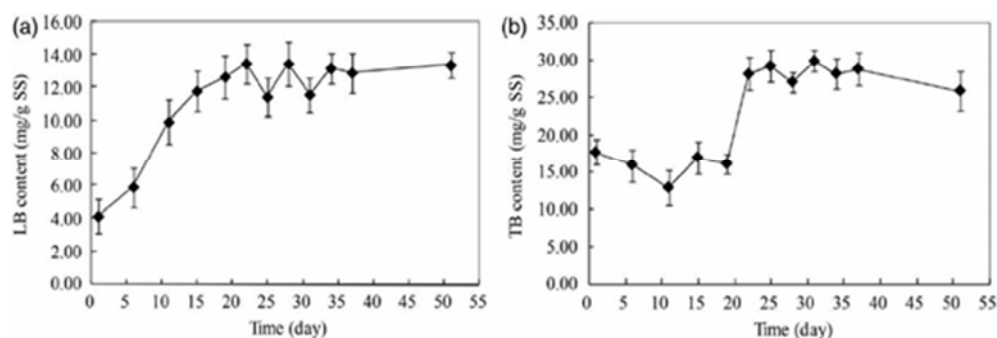 (a)
16.00
14.00
12.00
10.00
8.00
6.00
4.00
2.00
0.00
LB content (mg/g SS)
0 5 10 15 20 25 30 35 40 45 50 55
Time (day)
(b)
35.00
30.00
25.00
20.00
15.00
10.00
5.00
0.00
TB content (mg/g SS)
0 5 10 15 20 25 30 35 40 45 50 55
Time (day)